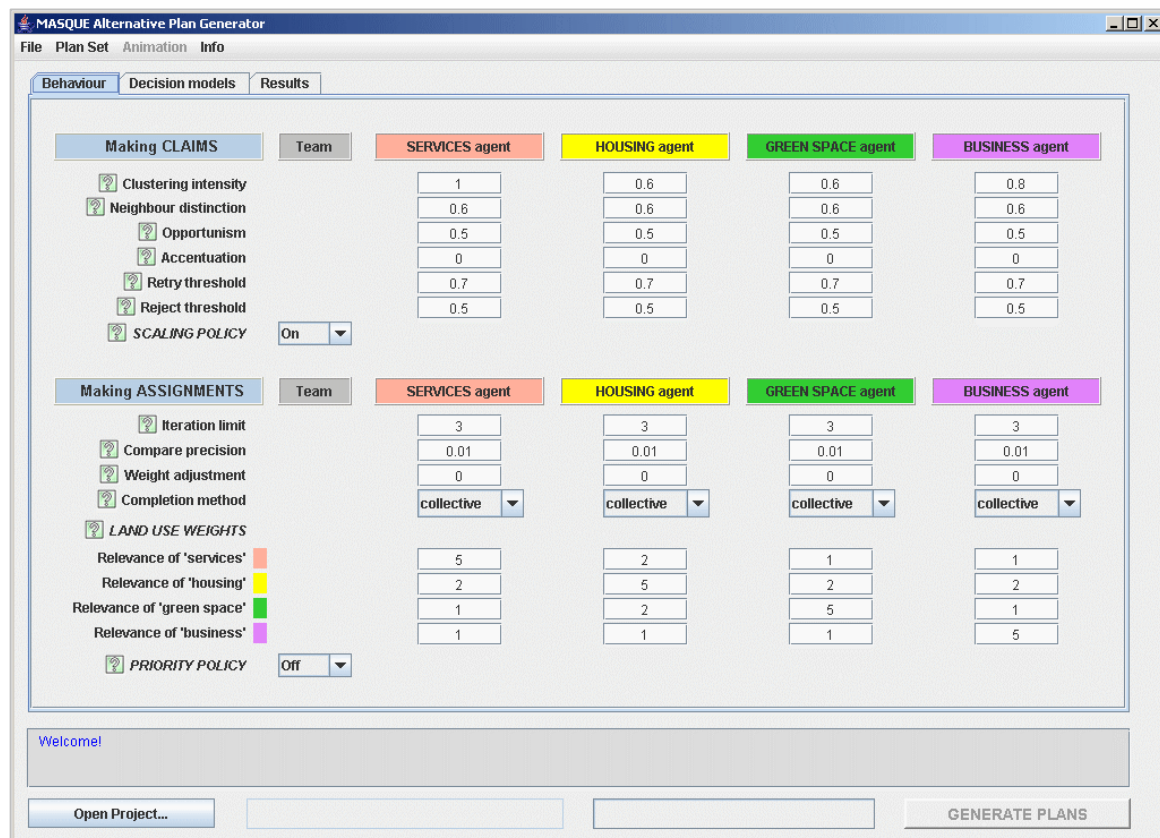 MASQUE Alternative Plan Generator
File Plan Set Animation Info
Behaviour Decision models Results
Making CLAIMS Team SERVICES agent HOUSING agent GREEN SPACE agent BUSINESS agent
? Clustering intensity 1 0.6 0.6 0.8
? Neighbour distinction 0.6 0.6 0.6 0.6
? Opportunism 0.5 0.5 0.5 0.5
? Accentuation 0 0 0 0
? Retry threshold 0.7 0.7 0.7 0.7
? Reject threshold 0.5 0.5 0.5 0.5
? SCALING POLICY On
Making ASSIGNMENTS Team SERVICES agent HOUSING agent GREEN SPACE agent BUSINESS agent
? Iteration limit 3 3 3 3
? Compare precision 0.01 0.01 0.01 0.01
? Weight adjustment 0 0 0 0
? Completion method collective collective collective collective
? LAND USE WEIGHTS
Relevance of 'services' 5 2 1 1
Relevance of 'housing' 2 5 2 2
Relevance of 'green space' 1 2 5 1
Relevance of 'business' 1 1 1 5
? PRIORITY POLICY Off
Welcome!
Open Project... GENERATE PLANS